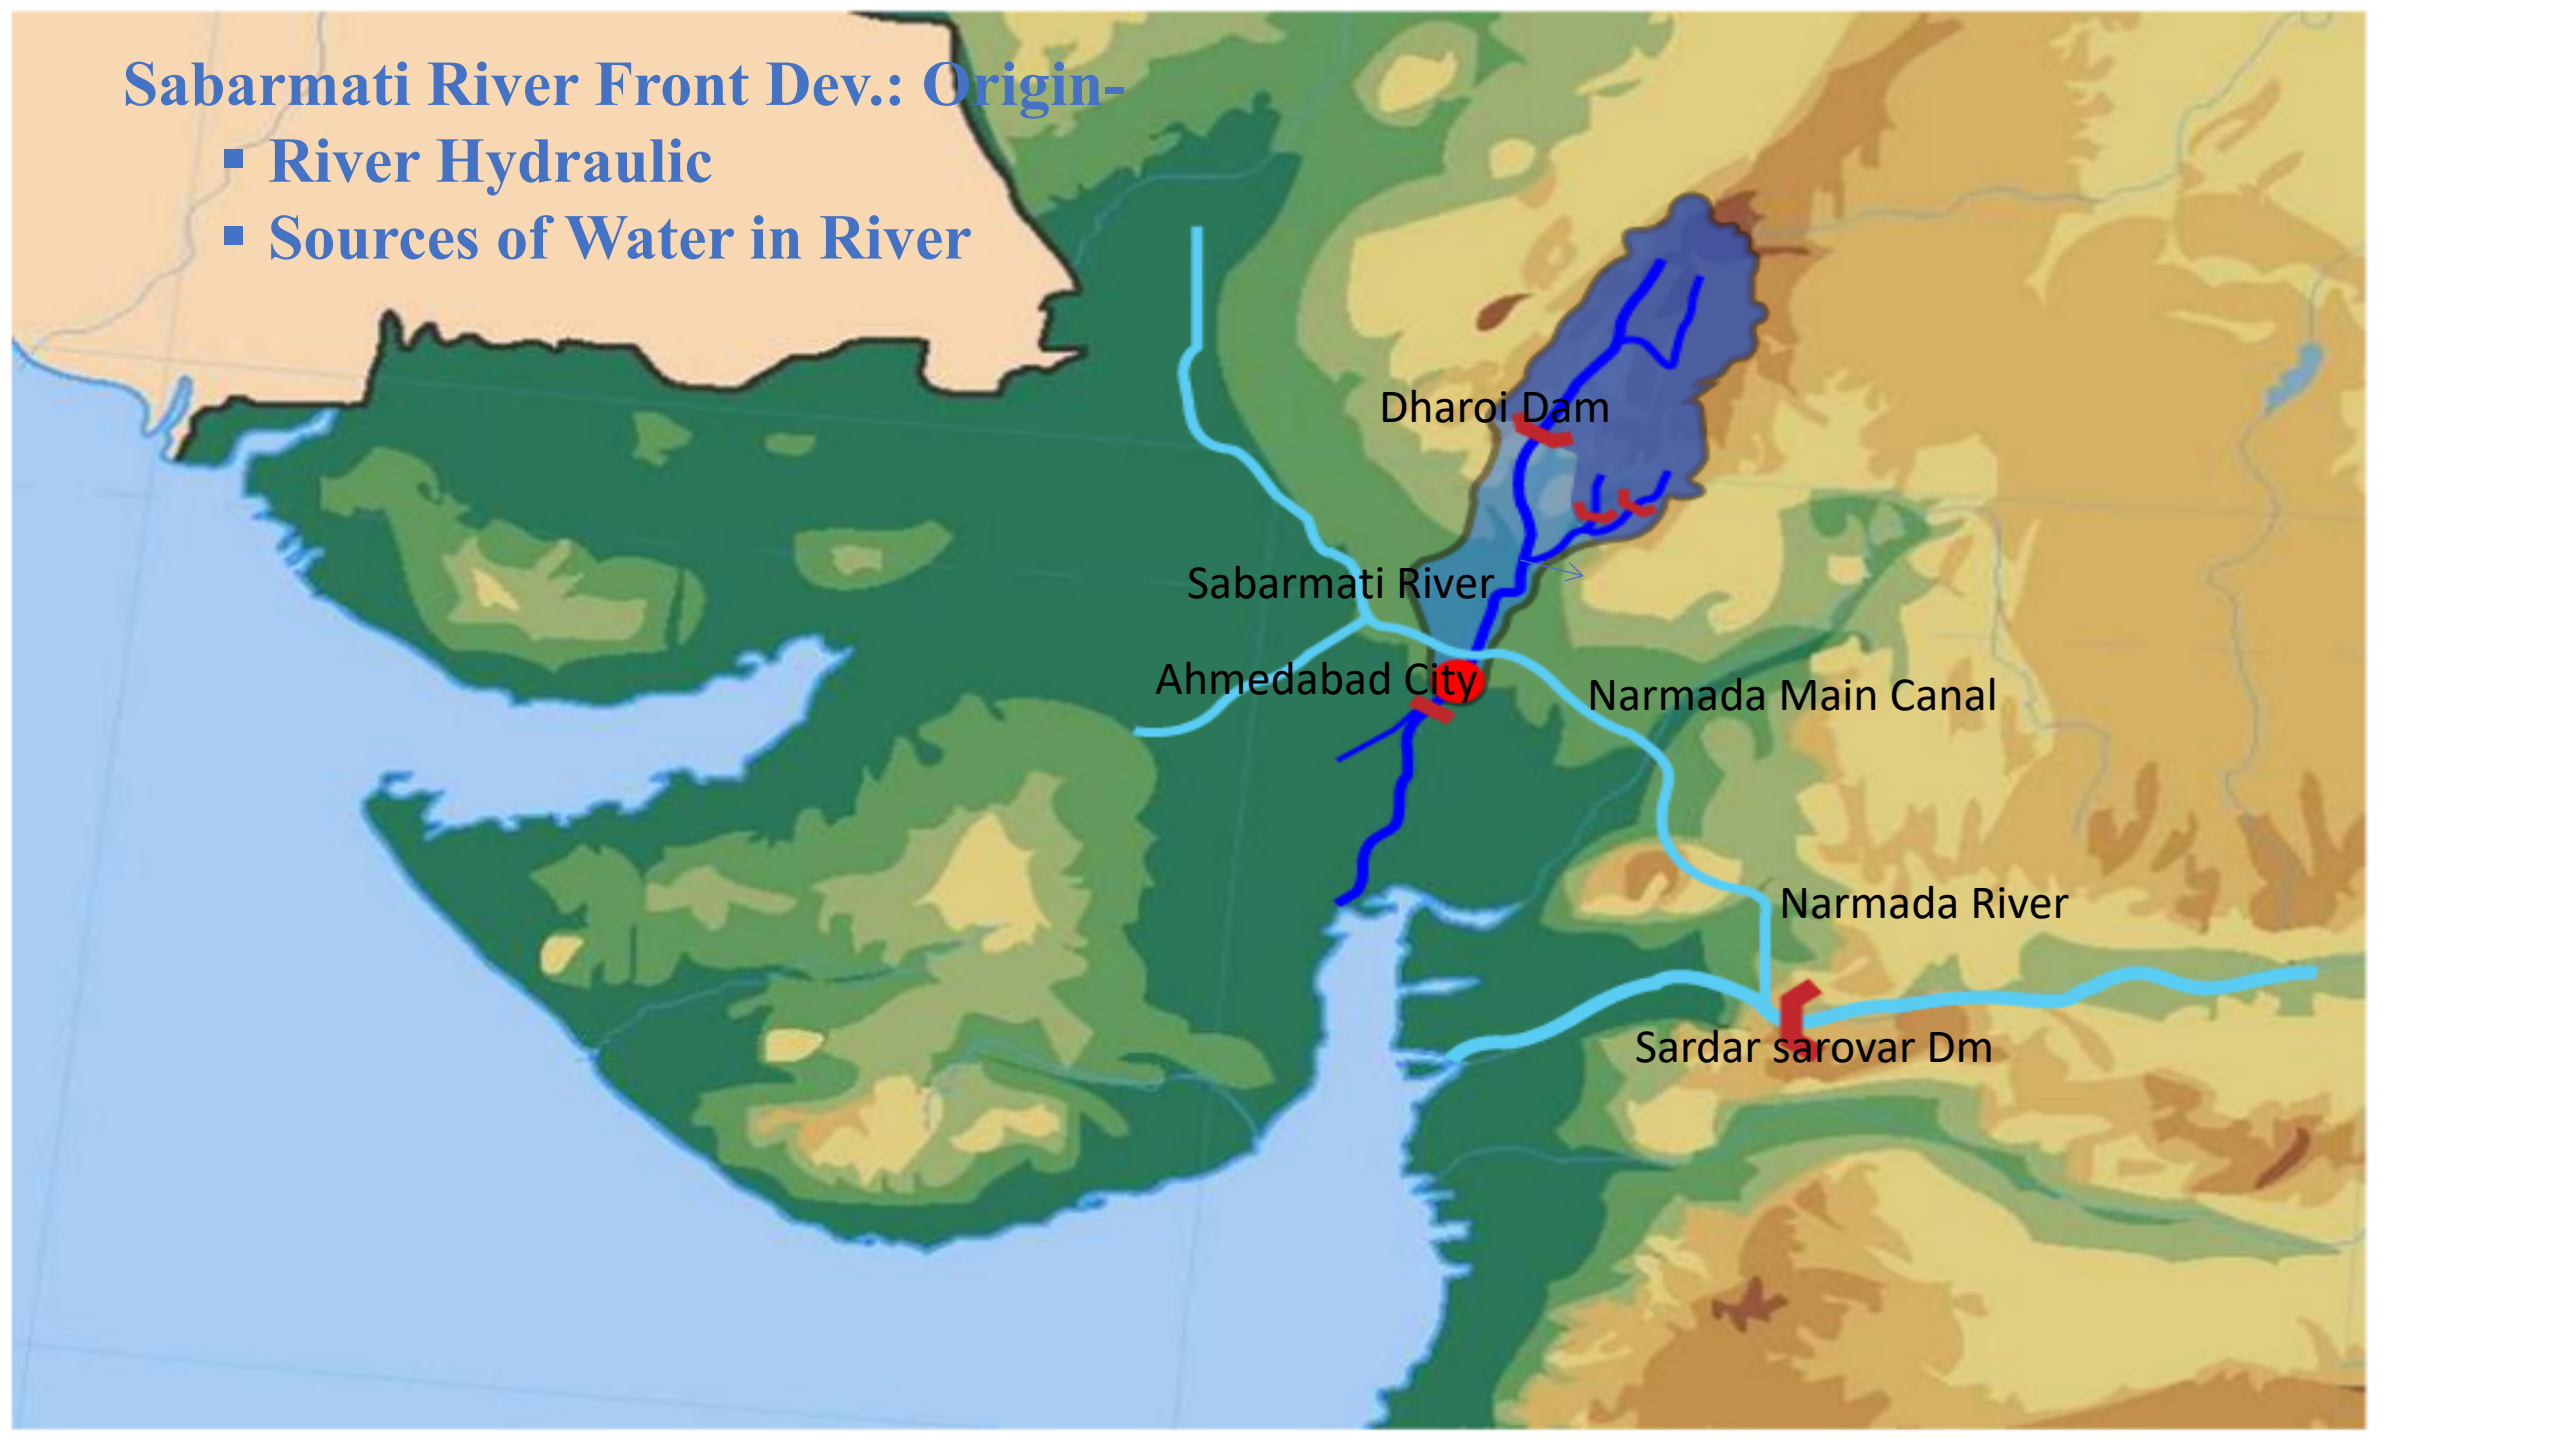 Sabarmati River Front Dev.: Origin-
▪ River Hydraulic
▪ Sources of Water in River
Dharoi Dam
Sabarmati River
Ahmedabad City
Narmada Main Canal
Narmada River
Sardar sarovar Dm